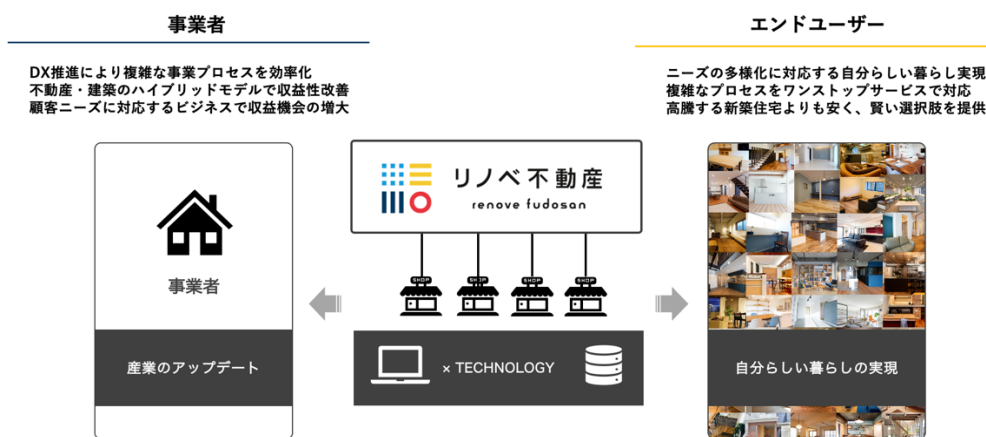 事業者
エンドユーザー
DX推進により複雑な事業プロセスを効率化
不動産・建築のハイブリッドモデルで収益性改善
顧客ニーズに対応するビジネスで収益機会の増大
ニーズの多様化に対応する自分らしい暮らし実現
複雑なプロセスをワンストップサービスで対応
高騰する新築住宅よりも安く、賢い選択肢を提供
リノベ不動産
renove fudosan
事業者
SHOP
SHOP
SHOP
SHOP
産業のアップデート
× TECHNOLOGY
自分らしい暮らしの実現